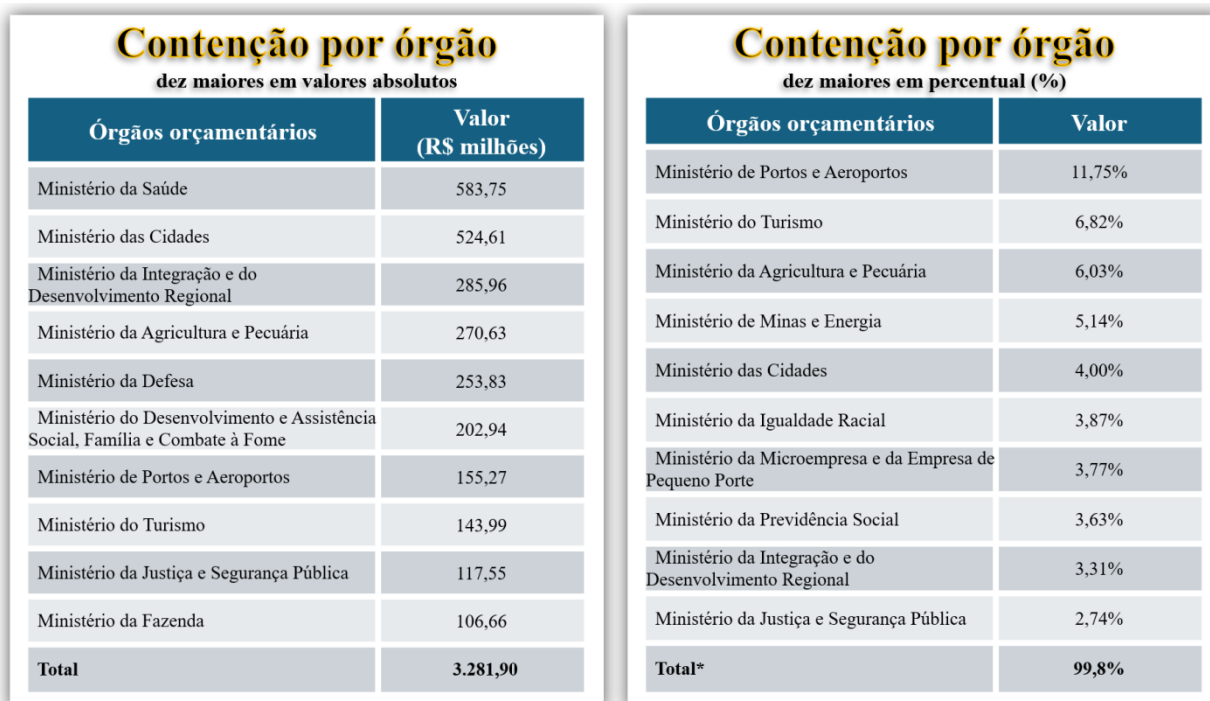 Contenção por órgão
dez maiores em valores absolutos
Órgãos orçamentários
Valor
(R$ milhões)
Ministério da Saúde
583,75
Ministério das Cidades
524,61
Ministério da Integração e do
Desenvolvimento Regional
285,96
Ministério da Agricultura e Pecuária
270,63
Ministério da Defesa
253,83
Ministério do Desenvolvimento e Assistência
Social, Família e Combate à Fome
202,94
Ministério de Portos e Aeroportos
155,27
Ministério do Turismo
143,99
Ministério da Justiça e Segurança Pública
117,55
Ministério da Fazenda
106,66
Total
3.281,90
Contenção por órgão
dez maiores em percentual (%)
Órgãos orçamentários
Valor
Ministério de Portos e Aeroportos
11,75%
Ministério do Turismo
6,82%
Ministério da Agricultura e Pecuária
6,03%
Ministério de Minas e Energia
5,14%
Ministério das Cidades
4,00%
Ministério da Igualdade Racial
3,87%
Ministério da Microempresa e da Empresa de
Pequeno Porte
3,77%
Ministério da Previdência Social
3,63%
Ministério da Integração e do
Desenvolvimento Regional
3,31%
Ministério da Justiça e Segurança Pública
2,74%
Total*
99,8%